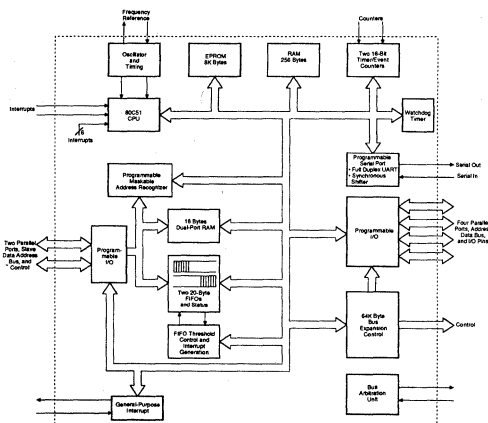 Frequency
Reference
Counters
Oscillator
and
Timing
EPROM
8K Bytes
RAM
256 Bytes
Two 16-Bit
Timer/Event
Counters
Interrupts
80C51
CPU
Watchdog
Timer
Interrupts
Programmable
Serial Port
• Full Duplex UART
• Synchronous
Shifter
Serial Out
Serial In
Programmable
Maskable
Address Recognizer
16 Bytes
Dual-Port RAM
Two Parallel
Ports, Slave
Data Address
Bus, and
Control
Program-
mable
I/O
Programmable
I/O
Four Parallel
Ports, Address
Data Bus,
and I/O Pins
Two 20-Byte
FIFOs
and Status
FIFO Threshold
Control and
Interrupt
Generation
64K Byte
Bus
Expansion
Control
Control
General-Purpose
Interrupt
Bus
Arbitration
Unit